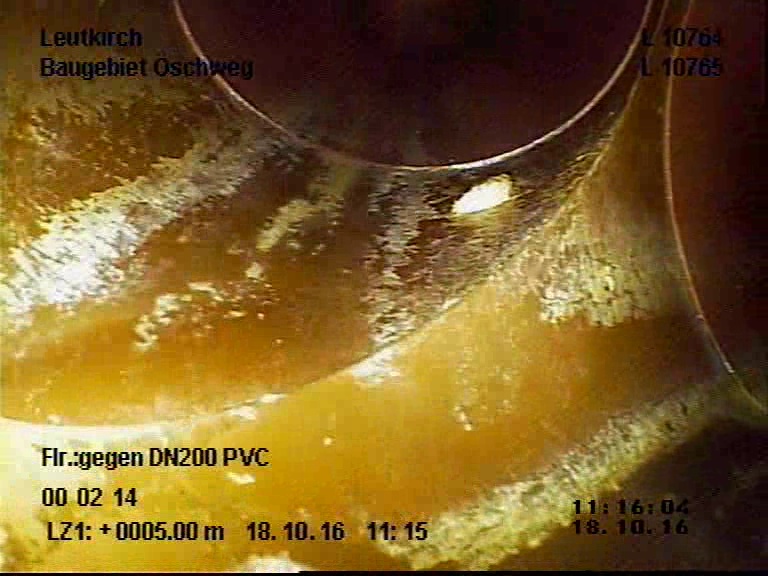 Leutkirch
L 10764
Baugebiet Öschweg
L 10765
Flr.:gegen DN200 PVC
00 02 14
LZ1: +0005.00 m 18.10.16 11:15
11:16:04
18.10.16